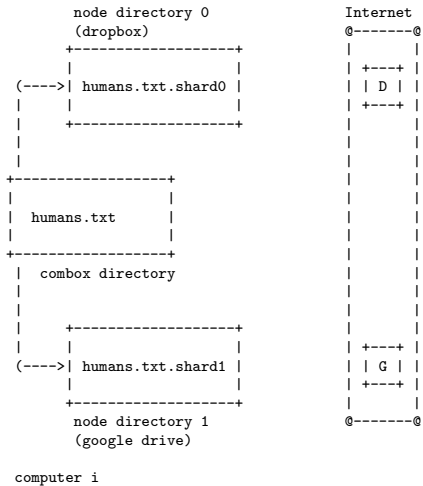 node directory 0 Internet
(dropbox) @-------@
+------------------+ | |
| | | +---+ |
(---->| humans.txt.shard0 | | | D | |
| | | | +---+ |
| +------------------+ | |
| | |
| | |
+-----------------+ | |
| | | |
| humans.txt | | |
| | | |
+-----------------+ | |
| combox directory | |
| | |
| | |
| +------------------+ | |
| | | | +---+ |
(---->| humans.txt.shard1 | | | G | |
| | | +---+ |
+------------------+ | |
node directory 1 @-------@
(google drive)
computer i